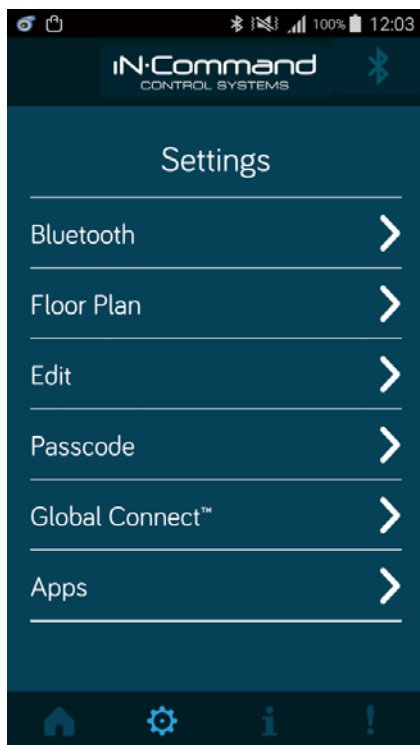 100% 12:03
iN·Command
CONTROL SYSTEMS
Settings
Bluetooth
Floor Plan
Edit
Passcode
Global Connect™
Apps